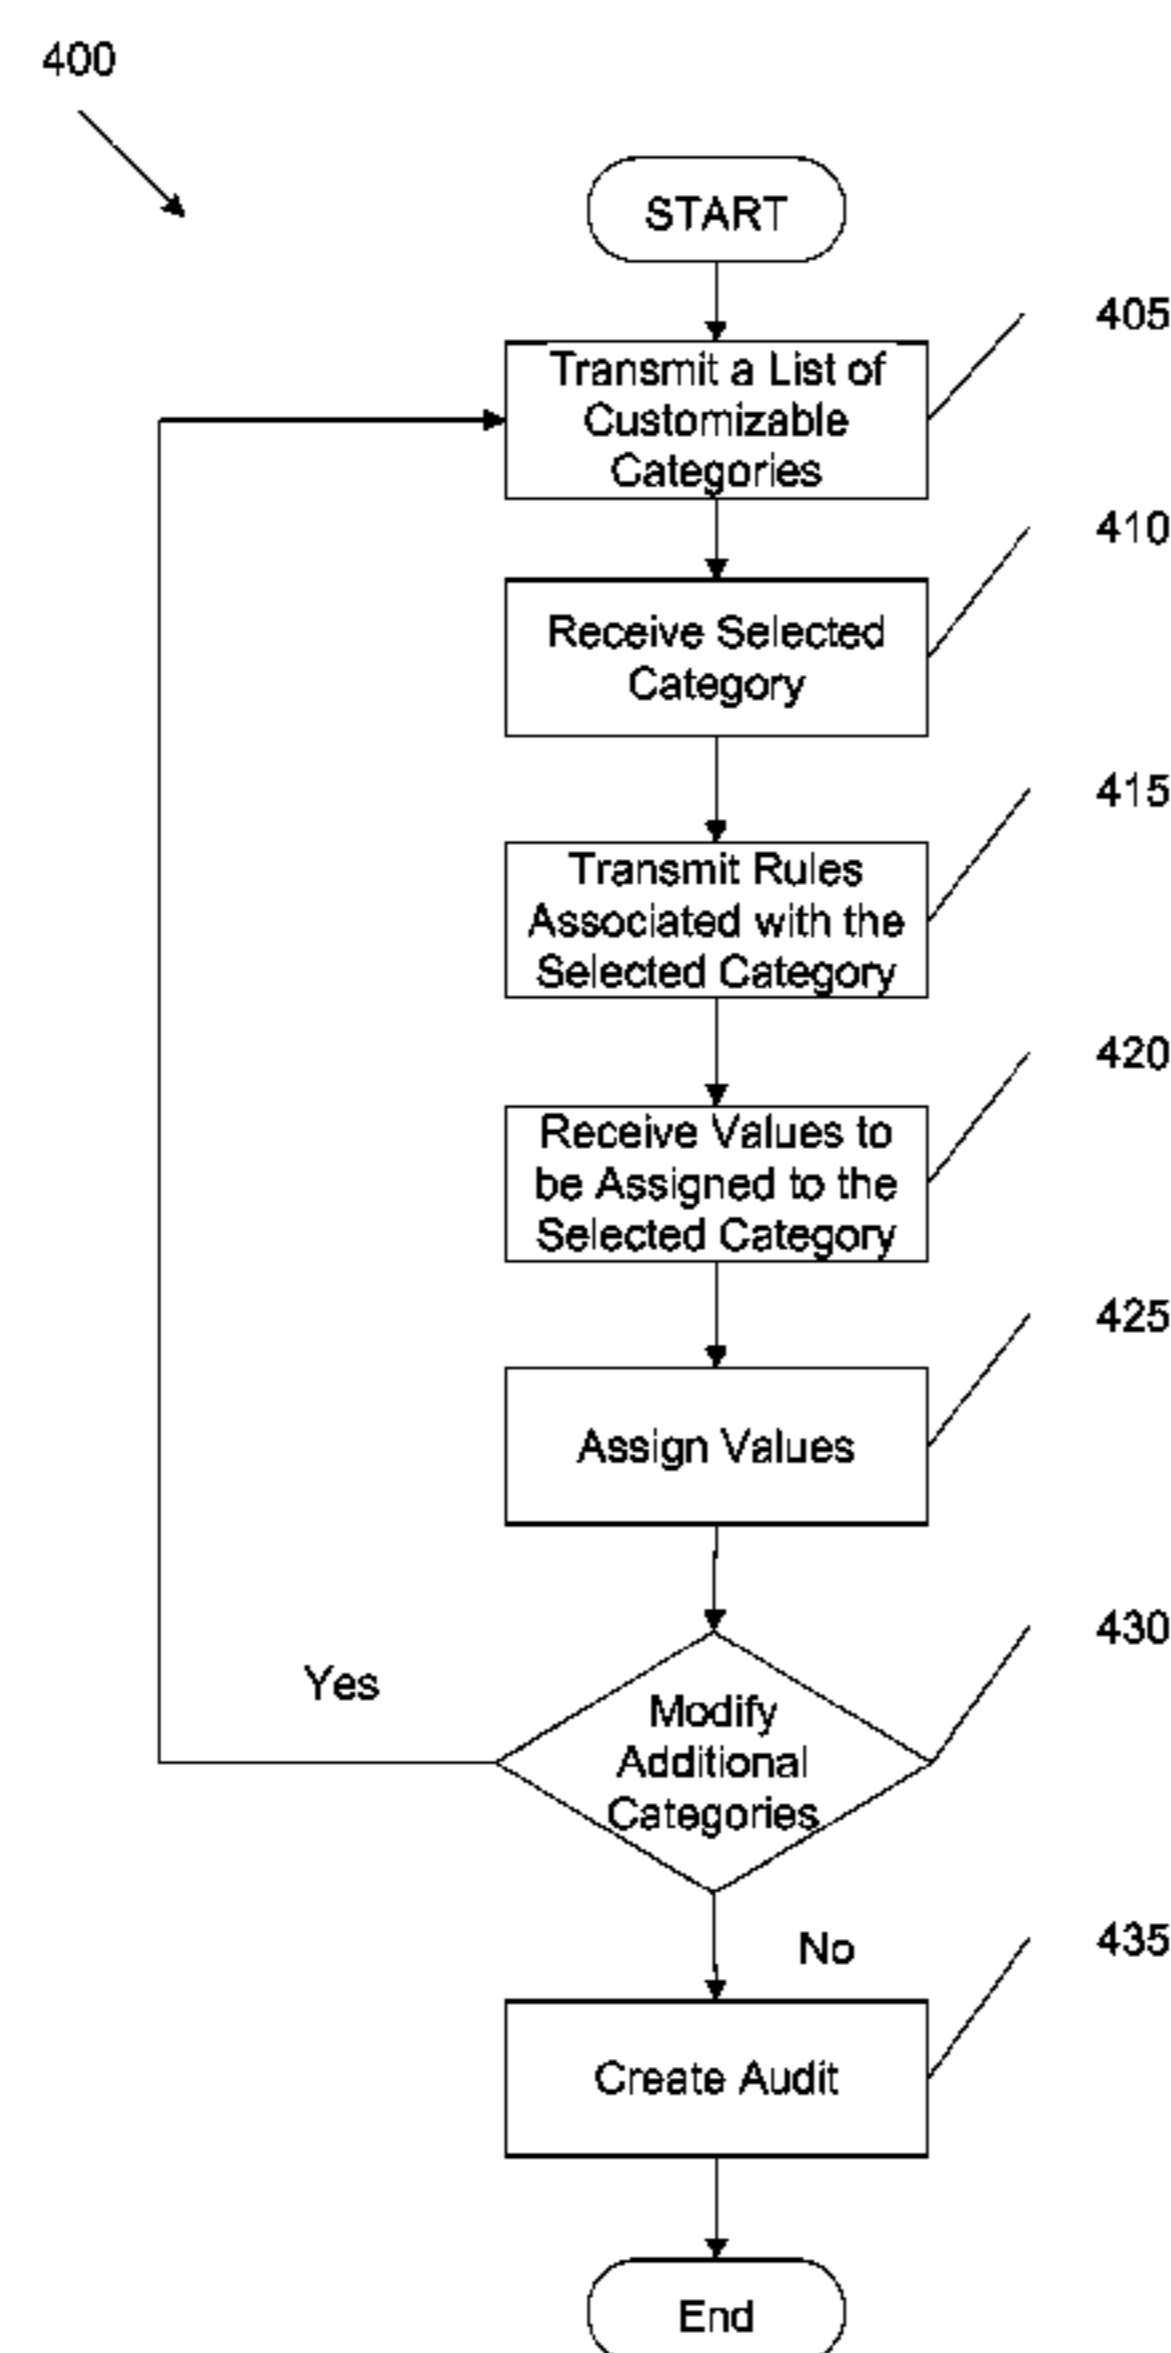 400
START
405
Transmit a List of
Customizable
Categories
410
Receive Selected
Category
415
Transmit Rules
Associated with the
Selected Category
420
Receive Values to
be Assigned to the
Selected Category
425
Assign Values
430
Yes
Modify
Additional
Categories
No
435
Create Audit
End